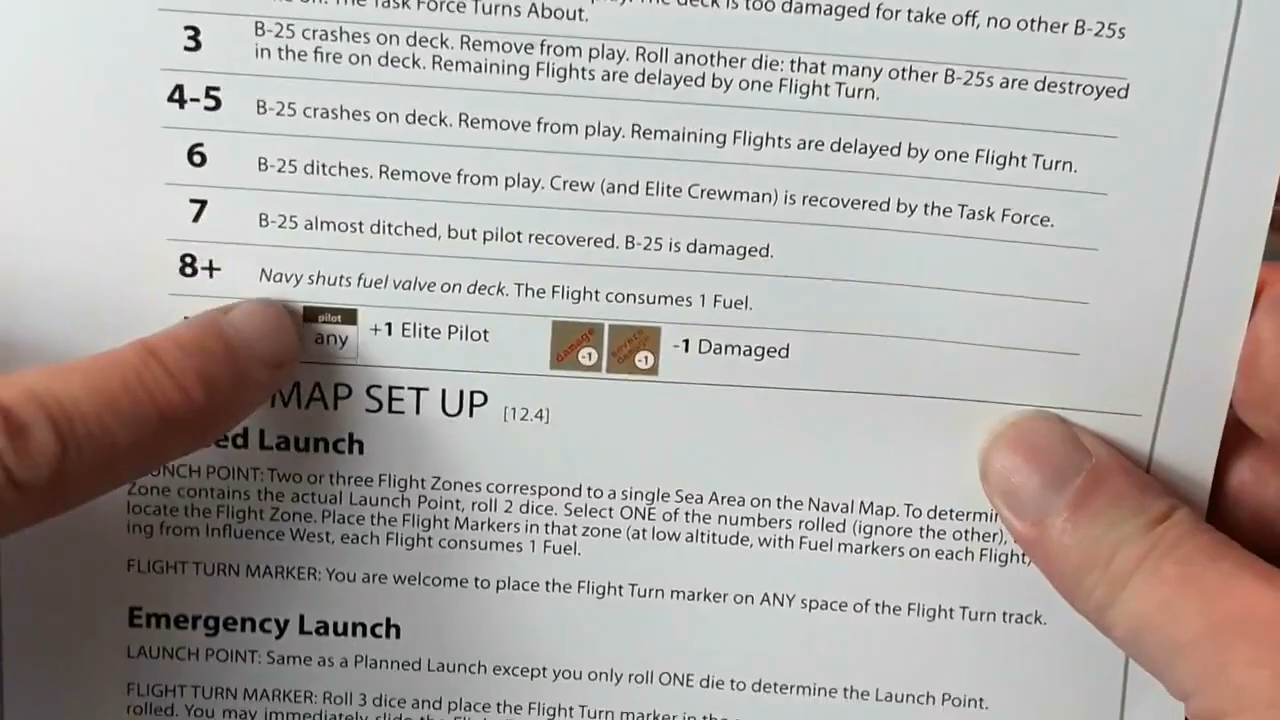 The Task Force Turns About.
deck is too damaged for take off, no other B-25s
3 B-25 crashes on deck. Remove from play. Roll another die: that many other B-25s are destroyed
in the fire on deck. Remaining Flights are delayed by one Flight Turn.
4-5 B-25 crashes on deck. Remove from play. Remaining Flights are delayed by one Flight Turn.
6 B-25 ditches. Remove from play. Crew (and Elite Crewman) is recovered by the Task Force.
7 B-25 almost ditched, but pilot recovered. B-25 is damaged.
8+ Navy shuts fuel valve on deck. The Flight consumes 1 Fuel.
pilot
any +1 Elite Pilot damage -1 severe damage -1 -1 Damaged
MAP SET UP [12.4]
ed Launch
UNCH POINT: Two or three Flight Zones correspond to a single Sea Area on the Naval Map. To determin
Zone contains the actual Launch Point, roll 2 dice. Select ONE of the numbers rolled (ignore the other),
locate the Flight Zone. Place the Flight Markers in that zone (at low altitude, with Fuel markers on each Flight,
ing from Influence West, each Flight consumes 1 Fuel.
FLIGHT TURN MARKER: You are welcome to place the Flight Turn marker on ANY space of the Flight Turn track.
Emergency Launch
LAUNCH POINT: Same as a Planned Launch except you only roll ONE die to determine the Launch Point.
FLIGHT TURN MARKER: Roll 3 dice and place the Flight Turn marker in the
rolled. You may immediately slide the